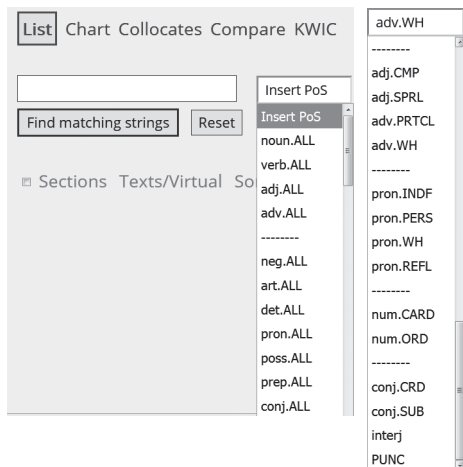 List Chart Collocates Compare KWIC
Insert PoS
Find matching strings Reset
Sections Texts/Virtual So
Insert PoS
noun.ALL
verb.ALL
adj.ALL
adv.ALL
--------
neg.ALL
art.ALL
det.ALL
pron.ALL
poss.ALL
prep.ALL
conj.ALL
adv.WH
--------
adj.CMP
adj.SPRL
adv.PRTCL
adv.WH
--------
pron.INDF
pron.PERS
pron.WH
pron.REFL
--------
num.CARD
num.ORD
--------
conj.CRD
conj.SUB
interj
PUNC